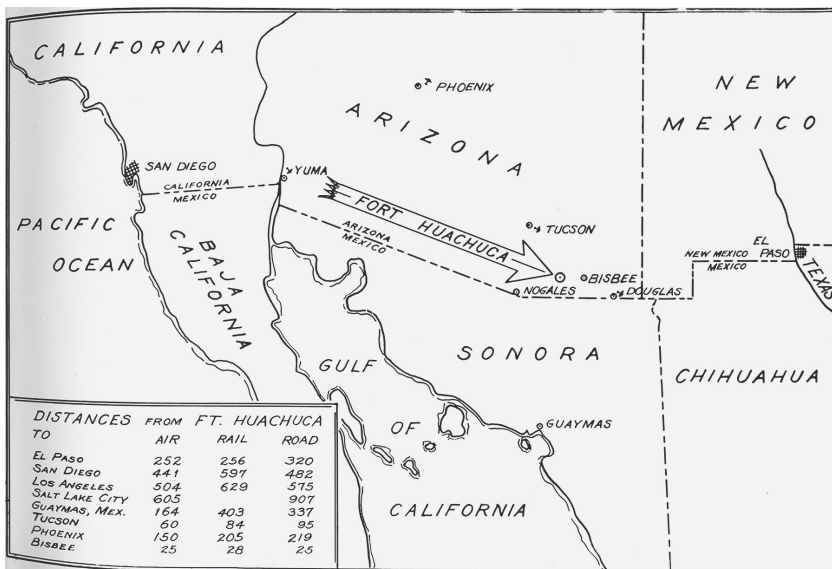 CALIFORNIA
PHOENIX
ARIZONA
NEW
MEXICO
SAN DIEGO
YUMA
CALIFORNIA
MEXICO
FORT HUACHUCA
PACIFIC
OCEAN
BAJA
CALIFORNIA
ARIZONA
MEXICO
TUCSON
NEW MEXICO
MEXICO
EL
PASO
TEXAS
BISBEE
NOGALES
DOUGLAS
GULF
OF
CALIFORNIA
SONORA
CHIHUAHUA
GUAYMAS
DISTANCES FROM FT. HUACHUCA
TO AIR RAIL ROAD
EL PASO 252 256 320
SAN DIEGO 441 597 482
LOS ANGELES 504 629 575
SALT LAKE CITY 605 907
GUAYMAS, MEX. 164 403 337
TUCSON 60 84 95
PHOENIX 150 205 219
BISBEE 25 28 25